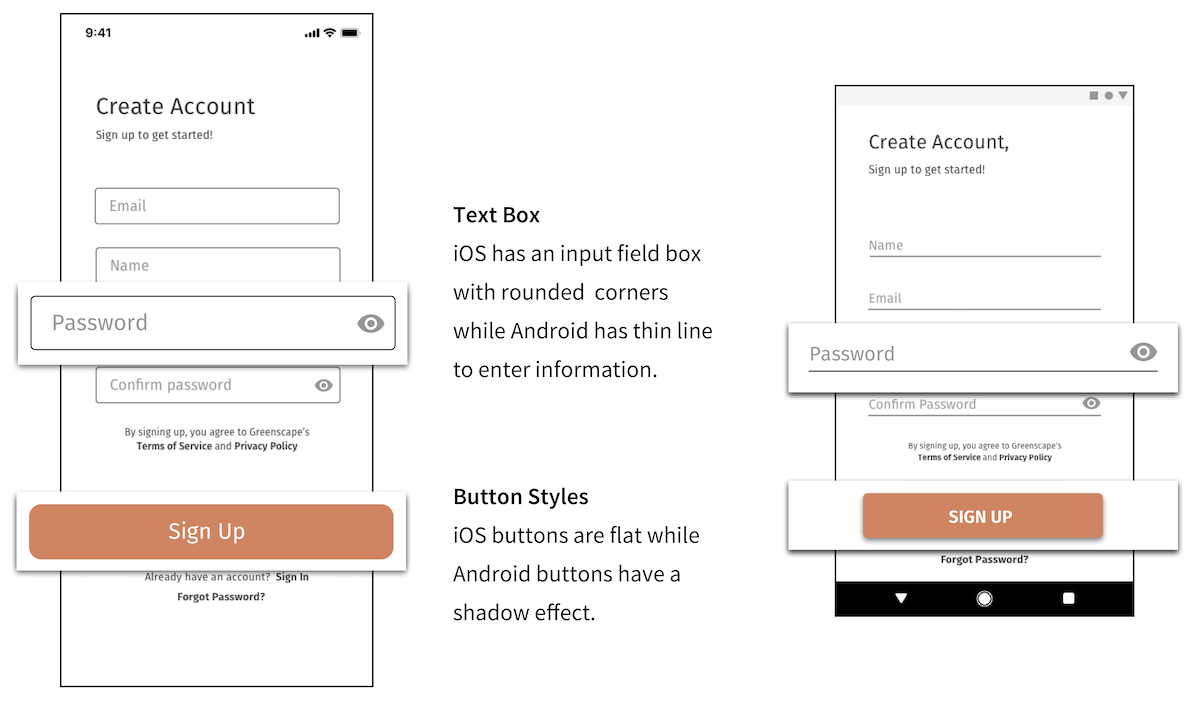 9:41
Create Account
Sign up to get started!
Email
Name
Password
Confirm password
By signing up, you agree to Greenscape's
Terms of Service and Privacy Policy
Sign Up
Already have an account? Sign In
Forgot Password?
Text Box
iOS has an input field box
with rounded corners
while Android has thin line
to enter information.
Button Styles
iOS buttons are flat while
Android buttons have a
shadow effect.
Create Account,
Sign up to get started!
Name
Email
Password
Confirm Password
By signing up, you agree to Greenscape's
Terms of Service and Privacy Policy
SIGN UP
Forgot Password?